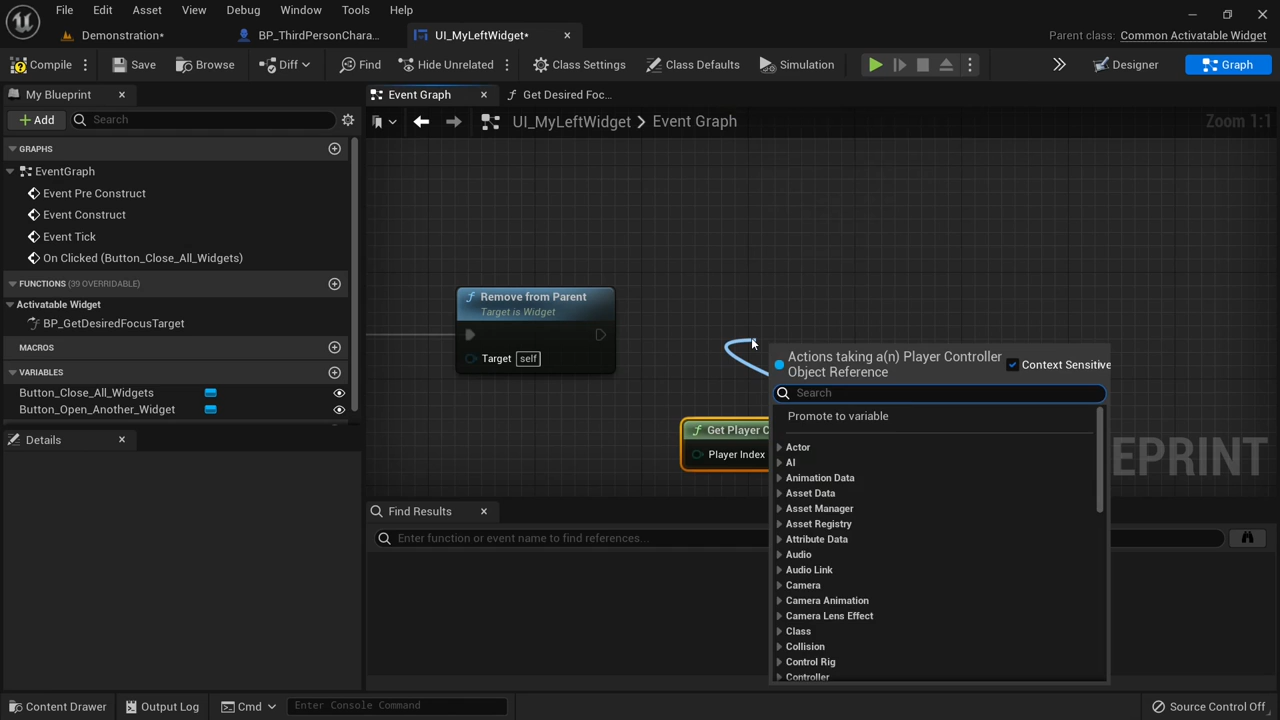 File Edit Asset View Debug Window Tools Help
Demonstration* BP_ThirdPersonChara... UI_MyLeftWidget* Parent class: Common Activatable Widget
Compile Save Browse Diff Find Hide Unrelated Class Settings Class Defaults Simulation Designer Graph
My Blueprint Event Graph Get Desired Foc...
Add Search UI_MyLeftWidget Event Graph Zoom 1:1
GRAPHS
EventGraph
Event Pre Construct
Event Construct
Event Tick
On Clicked (Button_Close_All_Widgets)
FUNCTIONS (39 OVERRIDABLE)
Activatable Widget
BP_GetDesiredFocusTarget
MACROS
VARIABLES
Button_Close_All_Widgets
Button_Open_Another_Widget
Details
Remove from Parent
Target is Widget
Target self
Get Player C
Player Index
Actions taking a(n) Player Controller
Object Reference
Context Sensitive
Search
Promote to variable
Actor
AI
Animation Data
Asset Data
Asset Manager
Asset Registry
Attribute Data
Audio
Audio Link
Camera
Camera Animation
Camera Lens Effect
Class
Collision
Control Rig
Controller
EPRINT
Find Results
Enter function or event name to find references...
Content Drawer Output Log Cmd Enter Console Command Source Control Off